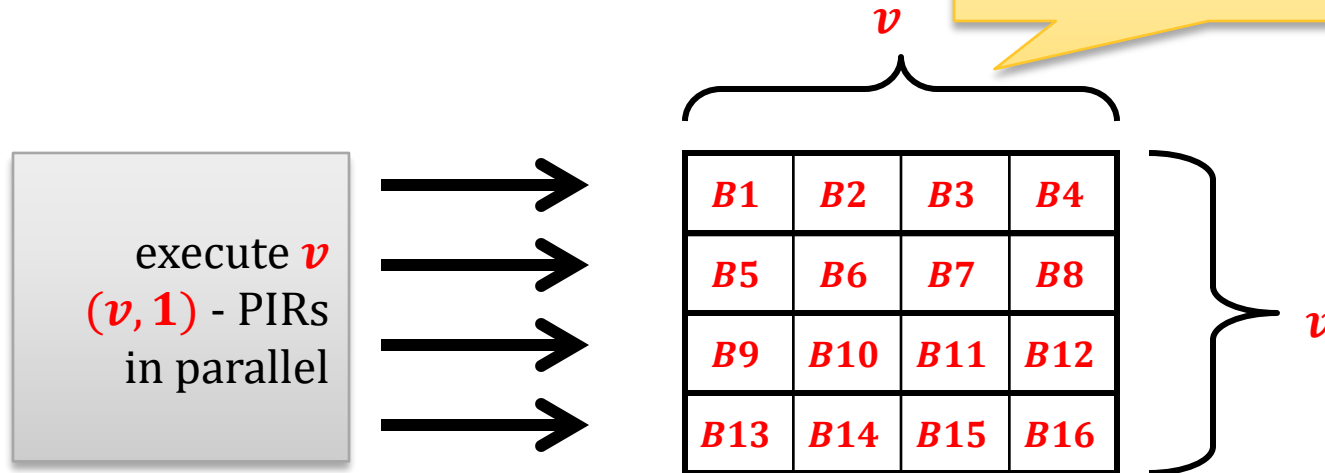 v
execute v
(v, 1) - PIRs
in parallel
B1 B2 B3 B4
B5 B6 B7 B8
B9 B10 B11 B12
B13 B14 B15 B16
v